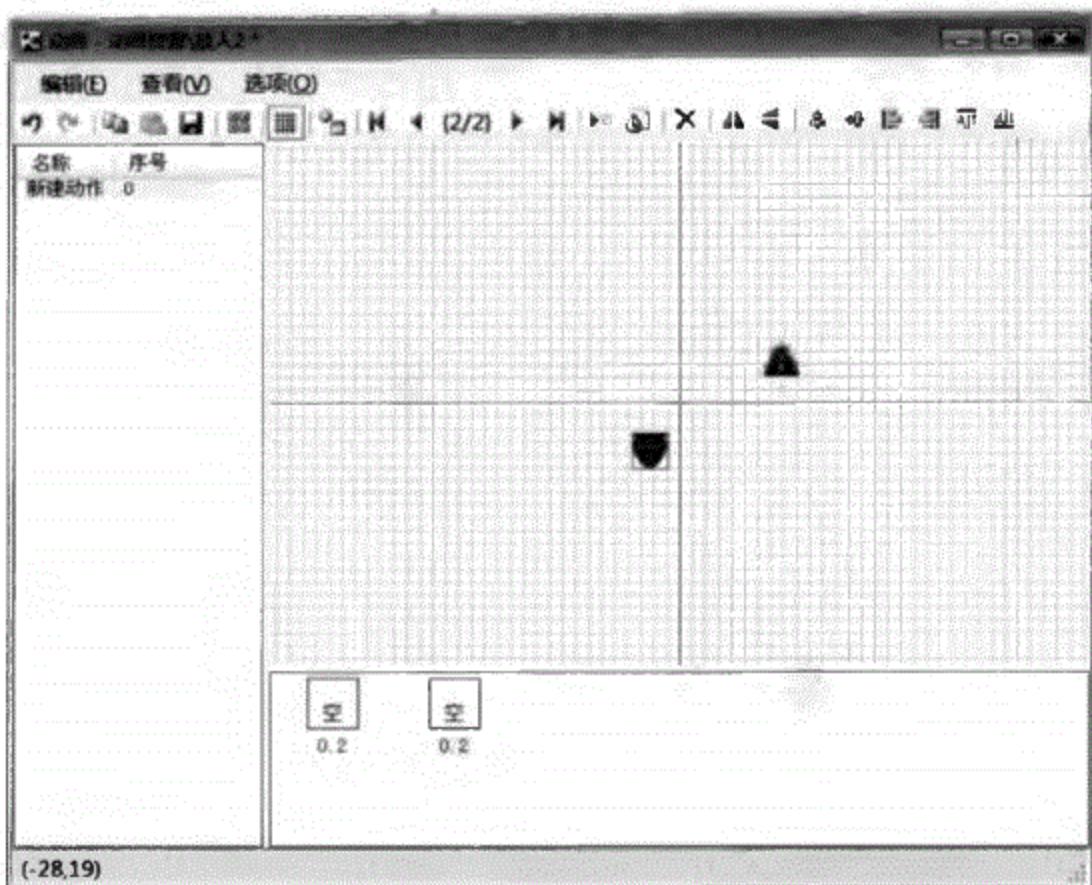 编辑(E) 查看(V) 选项(O)
(2/2)
名称 序号
新建动作 0
空 空
0.2 0.2
(-28,19)